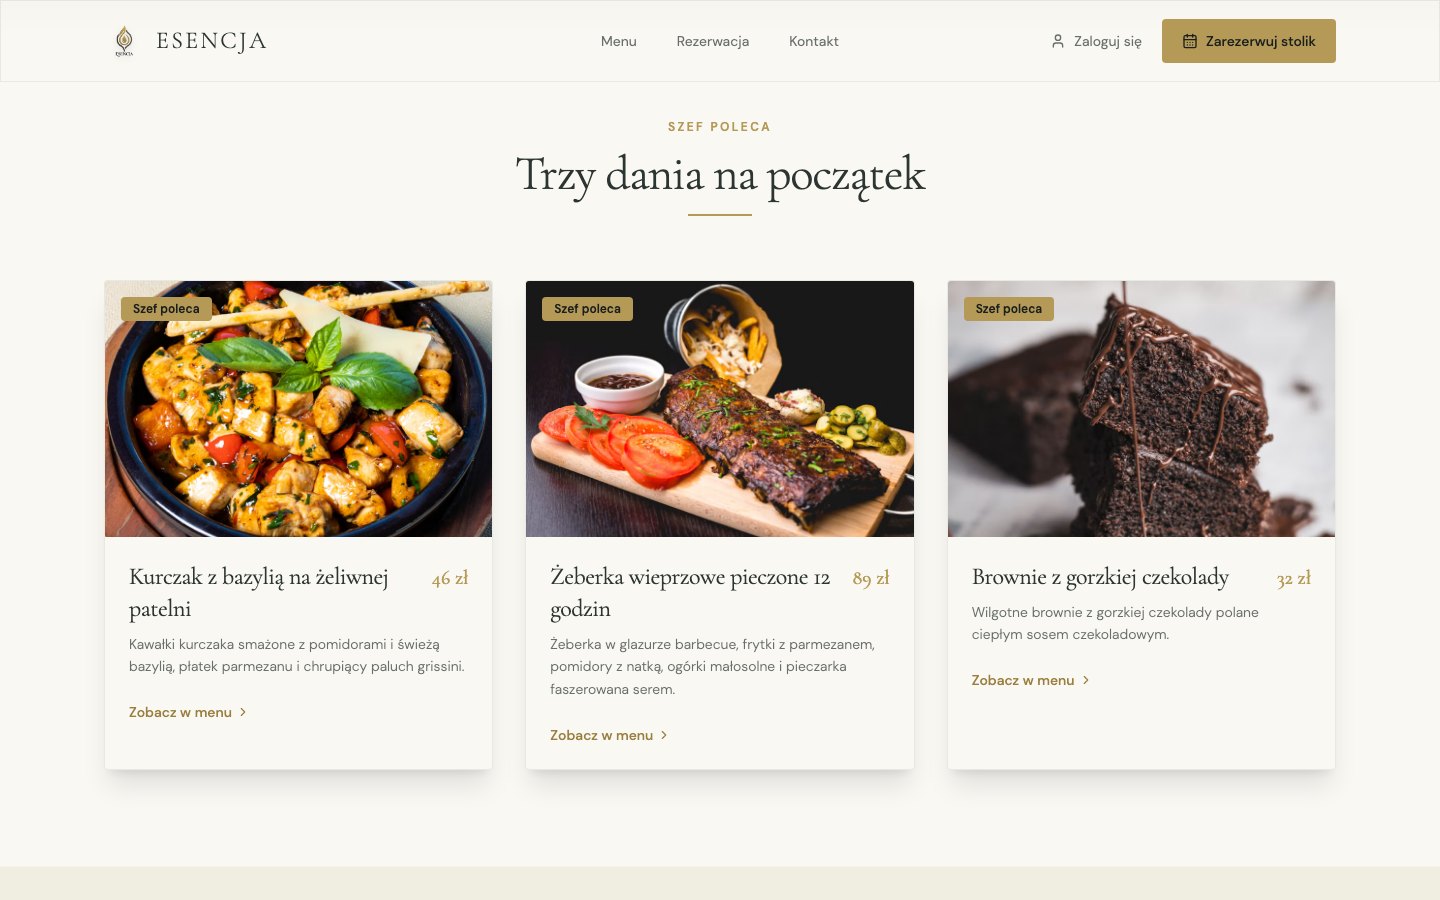 ESENCJA
ESENCJA
Menu
Rezerwacja
Kontakt
Zaloguj się
Zarezerwuj stolik
SZEF POLECA
Trzy dania na początek
Szef poleca
Kurczak z bazylią na żeliwnej
patelni
46 zł
Kawałki kurczaka smażone z pomidorami i świeżą
bazylią, płatek parmezanu i chrupiący paluch grissini.
Zobacz w menu
Szef poleca
Żeberka wieprzowe pieczone 12
godzin
89 zł
Żeberka w glazurze barbecue, frytki z parmezanem,
pomidory z natką, ogórki małosolne i pieczarka
faszerowana serem.
Zobacz w menu
Szef poleca
Brownie z gorzkiej czekolady
32 zł
Wilgotne brownie z gorzkiej czekolady polane
ciepłym sosem czekoladowym.
Zobacz w menu